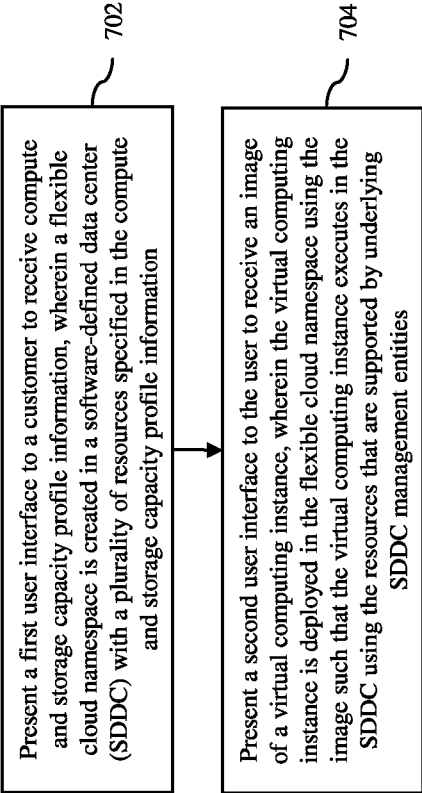 Present a first user interface to a customer to receive compute
and storage capacity profile information, wherein a flexible
cloud namespace is created in a software-defined data center
(SDDC) with a plurality of resources specified in the compute
and storage capacity profile information
702
Present a second user interface to the user to receive an image
of a virtual computing instance, wherein the virtual computing
instance is deployed in the flexible cloud namespace using the
image such that the virtual computing instance executes in the
SDDC using the resources that are supported by underlying
SDDC management entities
704